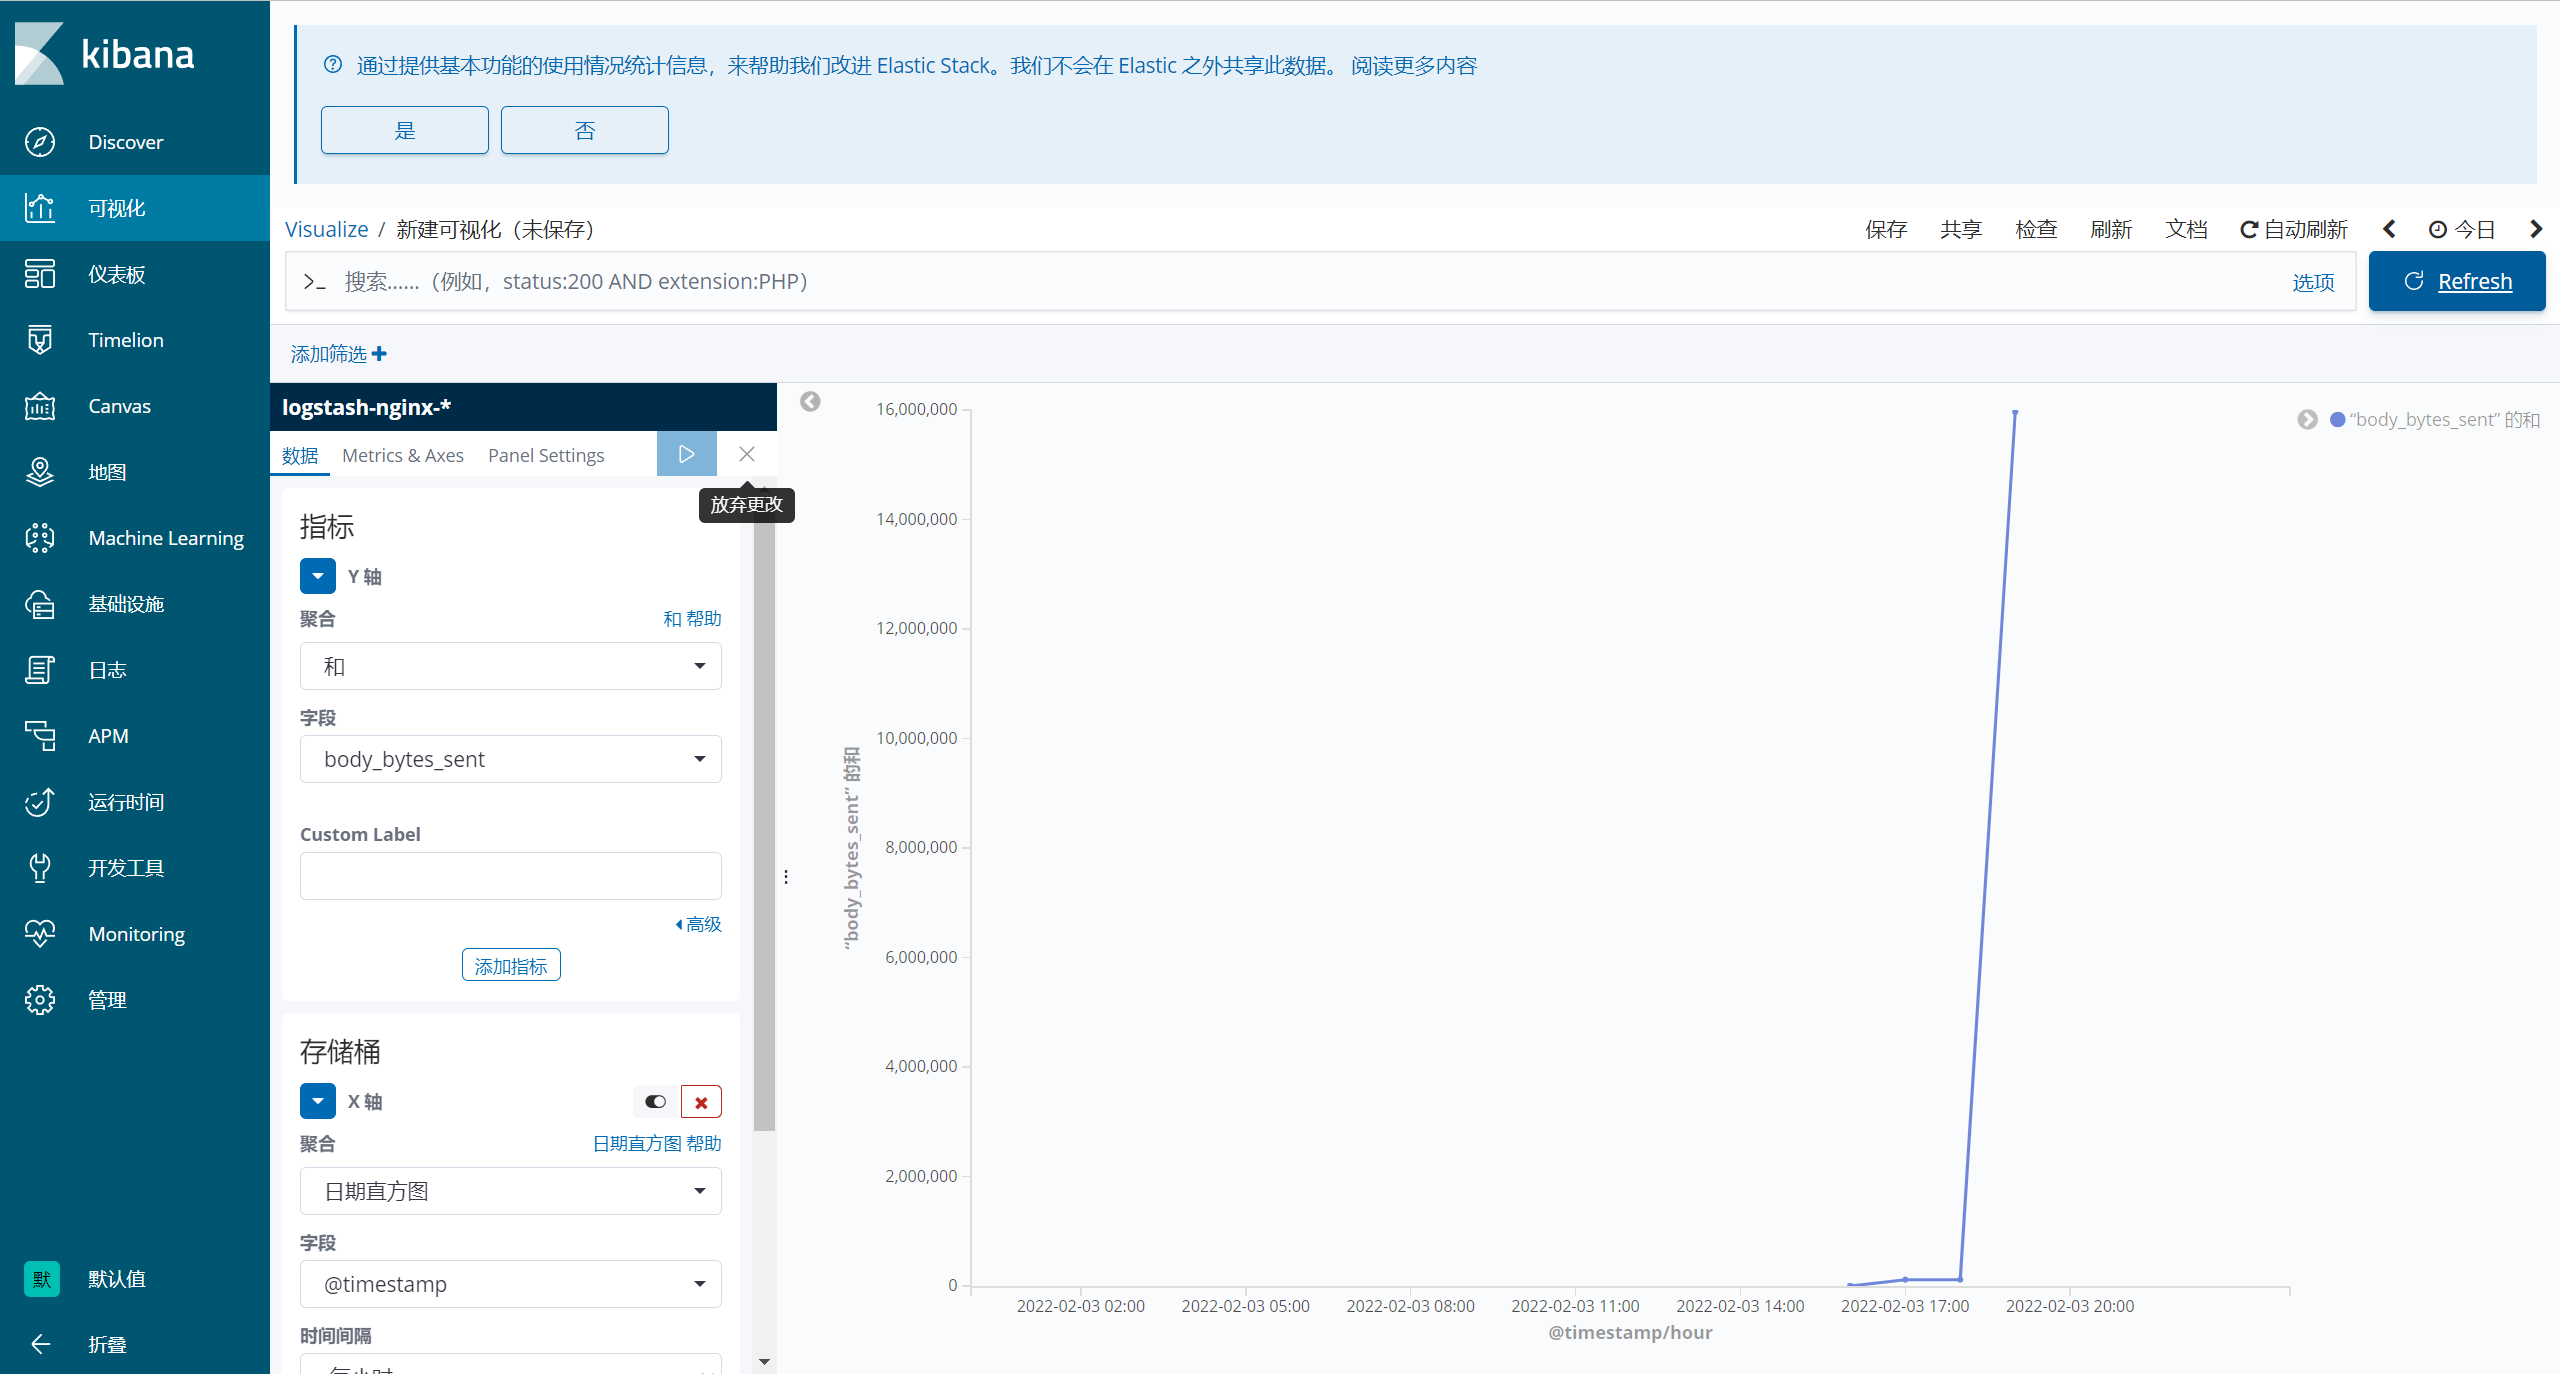 kibana
Discover
可视化
仪表板
Timelion
Canvas
地图
Machine Learning
基础设施
日志
APM
运行时间
开发工具
Monitoring
管理
默 默认值
折叠
通过提供基本功能的使用情况统计信息，来帮助我们改进 Elastic Stack。我们不会在 Elastic 之外共享此数据。 阅读更多内容
是 否
Visualize / 新建可视化（未保存）
保存 共享 检查 刷新 文档 自动刷新 今日
>_ 搜索......（例如，status:200 AND extension:PHP） 选项 Refresh
添加筛选
logstash-nginx-*
数据 Metrics & Axes Panel Settings
放弃更改
指标
Y 轴
聚合 和 帮助
和
字段
body_bytes_sent
Custom Label
高级
添加指标
存储桶
X 轴
聚合 日期直方图 帮助
日期直方图
字段
@timestamp
时间间隔
每小时
16,000,000
14,000,000
12,000,000
10,000,000
8,000,000
6,000,000
4,000,000
2,000,000
0
“body_bytes_sent” 的和
2022-02-03 02:00 2022-02-03 05:00 2022-02-03 08:00 2022-02-03 11:00 2022-02-03 14:00 2022-02-03 17:00 2022-02-03 20:00
@timestamp/hour
“body_bytes_sent” 的和